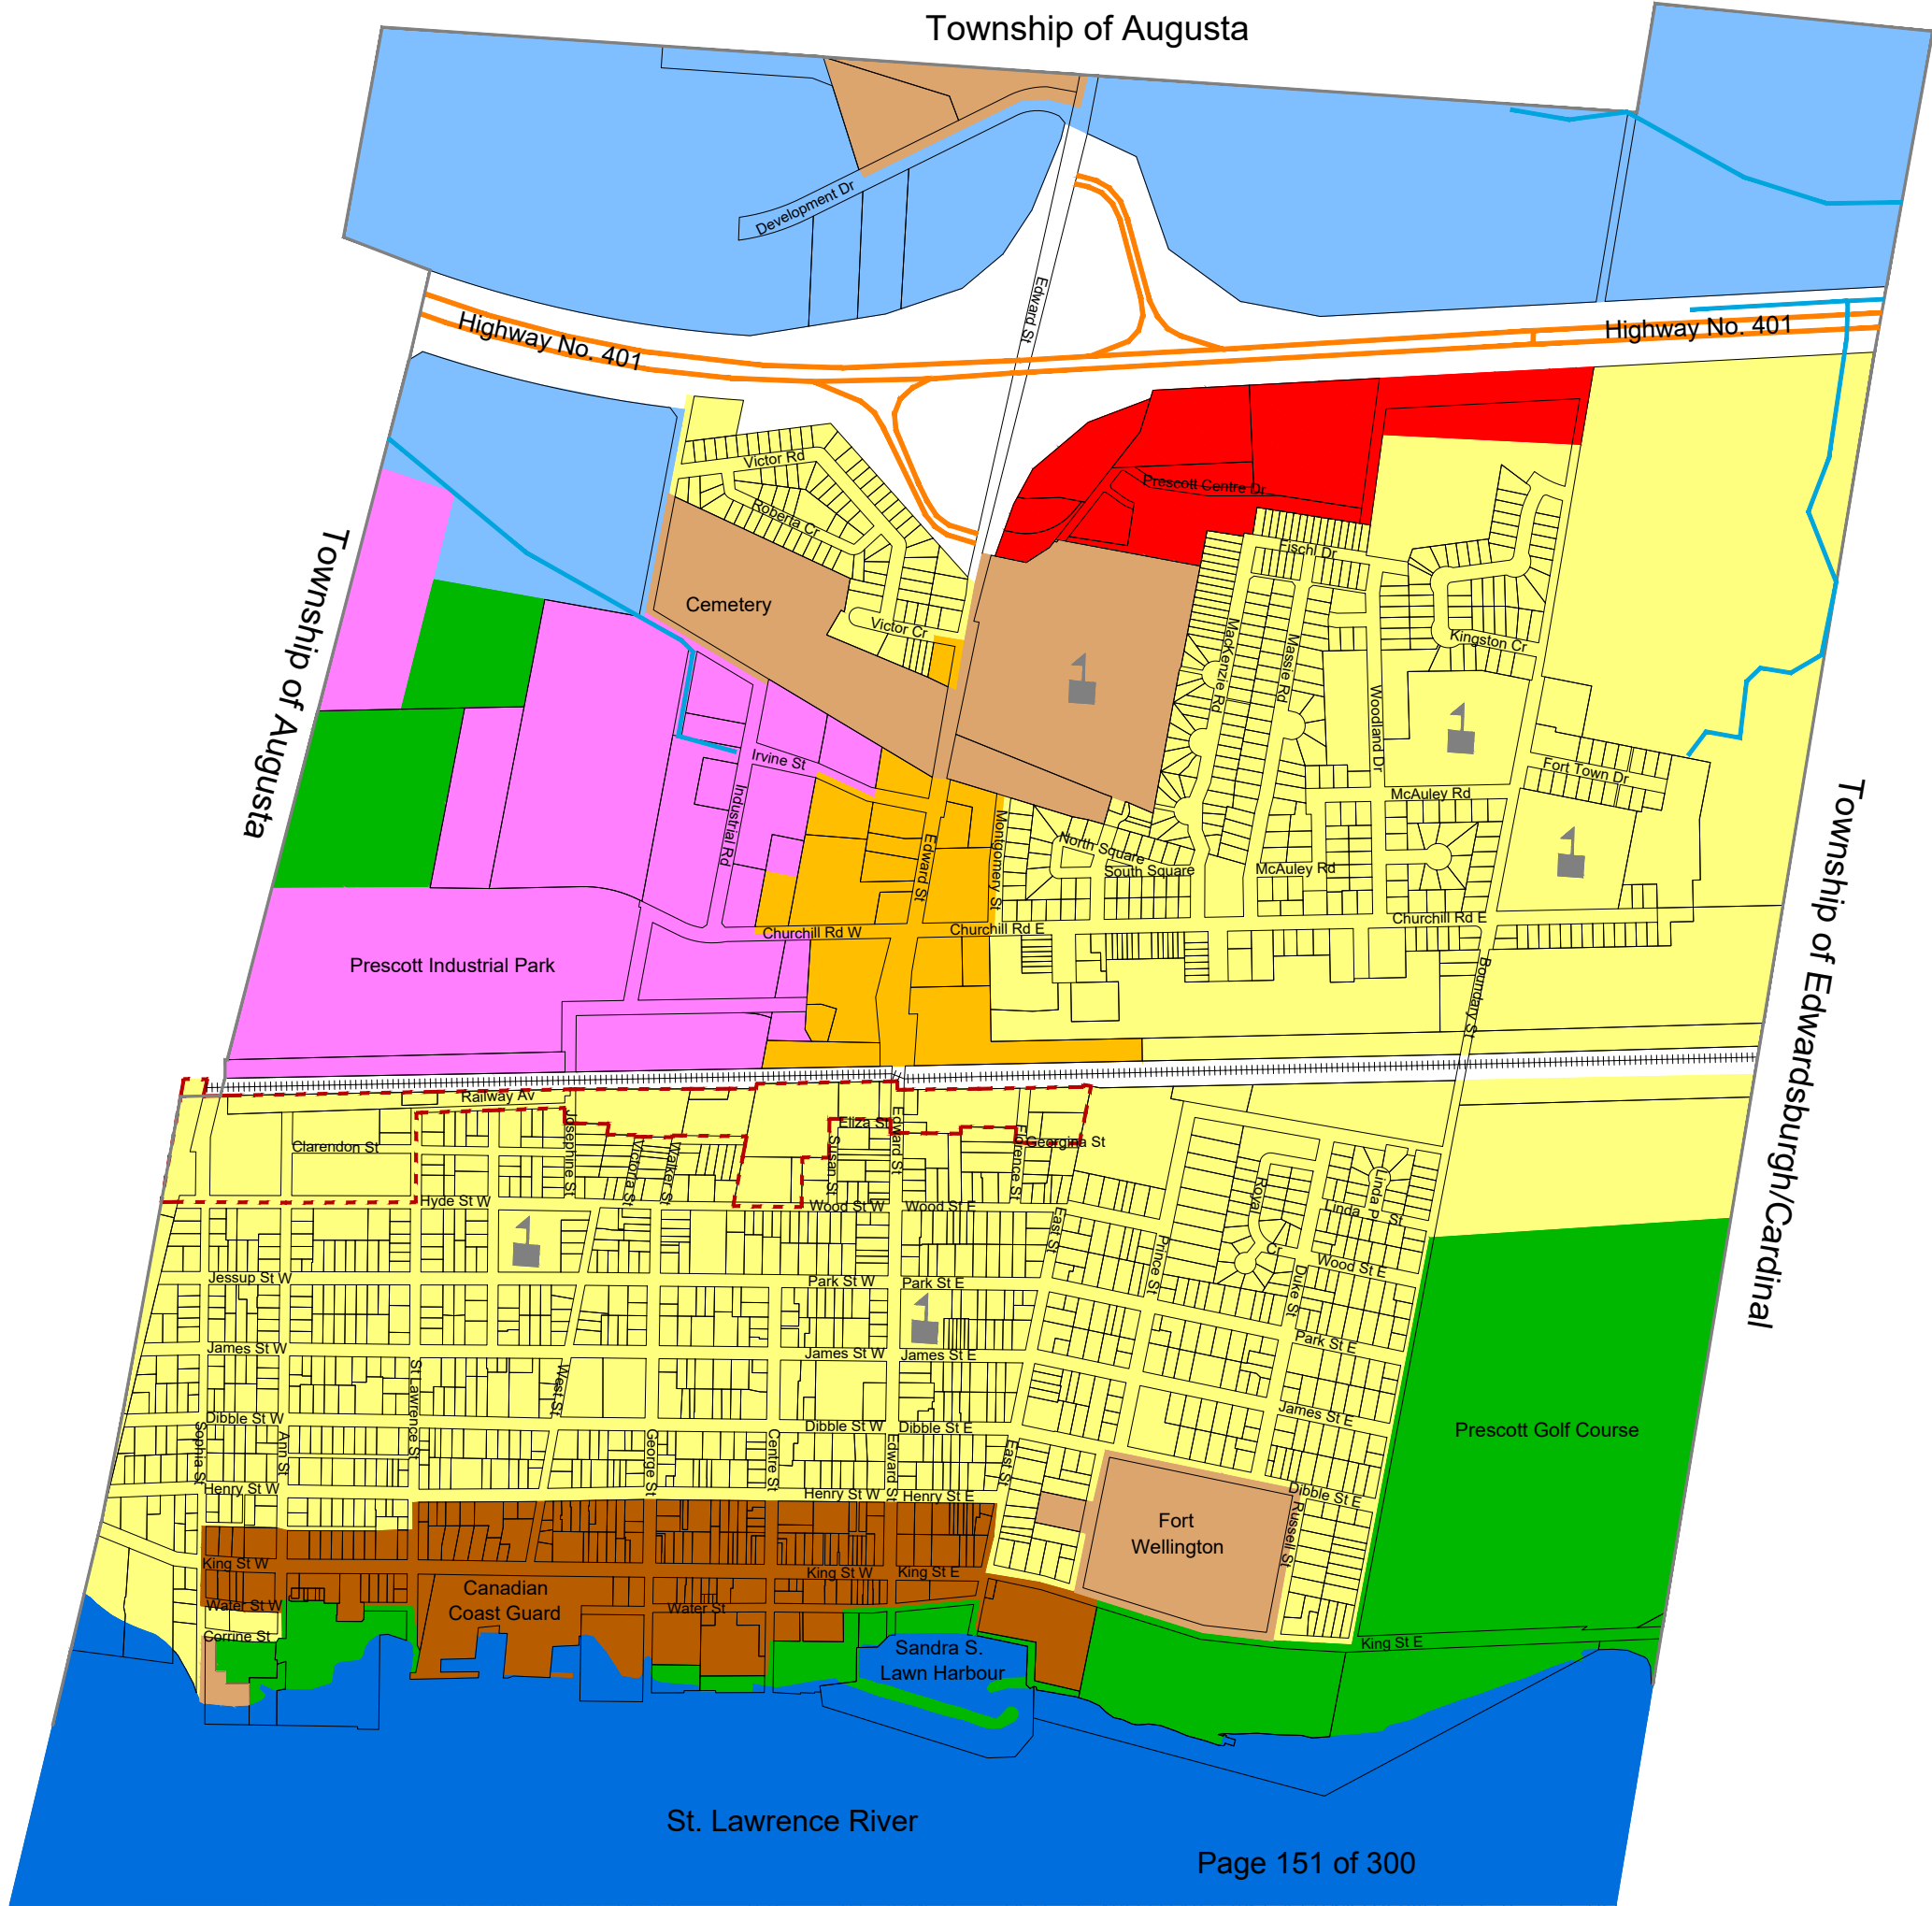 Township of Augusta
Development Dr
Edward St
Highway No. 401
Highway No. 401
Victor Rd
Roberta Cr
Prescott Centre Dr
Fischl Dr
Township of Augusta
Cemetery
Victor Cr
MacKenzie Rd
Massie Rd
Kingston Cr
Woodland Dr
Irvine St
Fort Town Dr
McAuley Rd
Industrial Rd
Edward St
Montgomery St
North Square
South Square
McAuley Rd
Churchill Rd W
Churchill Rd E
Churchill Rd E
Prescott Industrial Park
Boundary St
Township of Edwardsburgh/Cardinal
Railway Av
Clarendon St
Josephine St
Victoria St
Walker St
Susan St
Eliza St
Edward St
Florence St
Georgina St
Hyde St W
Wood St W
Wood St E
East St
Prince St
Royal
Cr
Linda Pl
Linda St
Wood St E
Duke St
Jessup St W
Park St W
Park St E
Park St E
James St W
James St W
James St E
James St E
St Lawrence St
West St
Dibble St W
Dibble St W
Dibble St E
Sophia St
Ann St
George St
Centre St
Edward St
East St
Prescott Golf Course
Henry St W
Henry St W
Henry St E
Dibble St E
Russell St
Fort
Wellington
King St W
King St W
King St E
Canadian
Coast Guard
Water St W
Water St
Corrine St
Sandra S.
Lawn Harbour
King St E
St. Lawrence River
Page 151 of 300